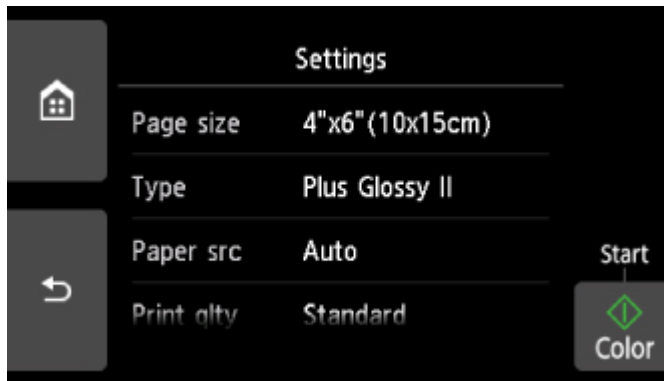 Settings
Page size 4"x6"(10x15cm)
Type Plus Glossy II
Paper src Auto
Print qlty Standard
Start
Color